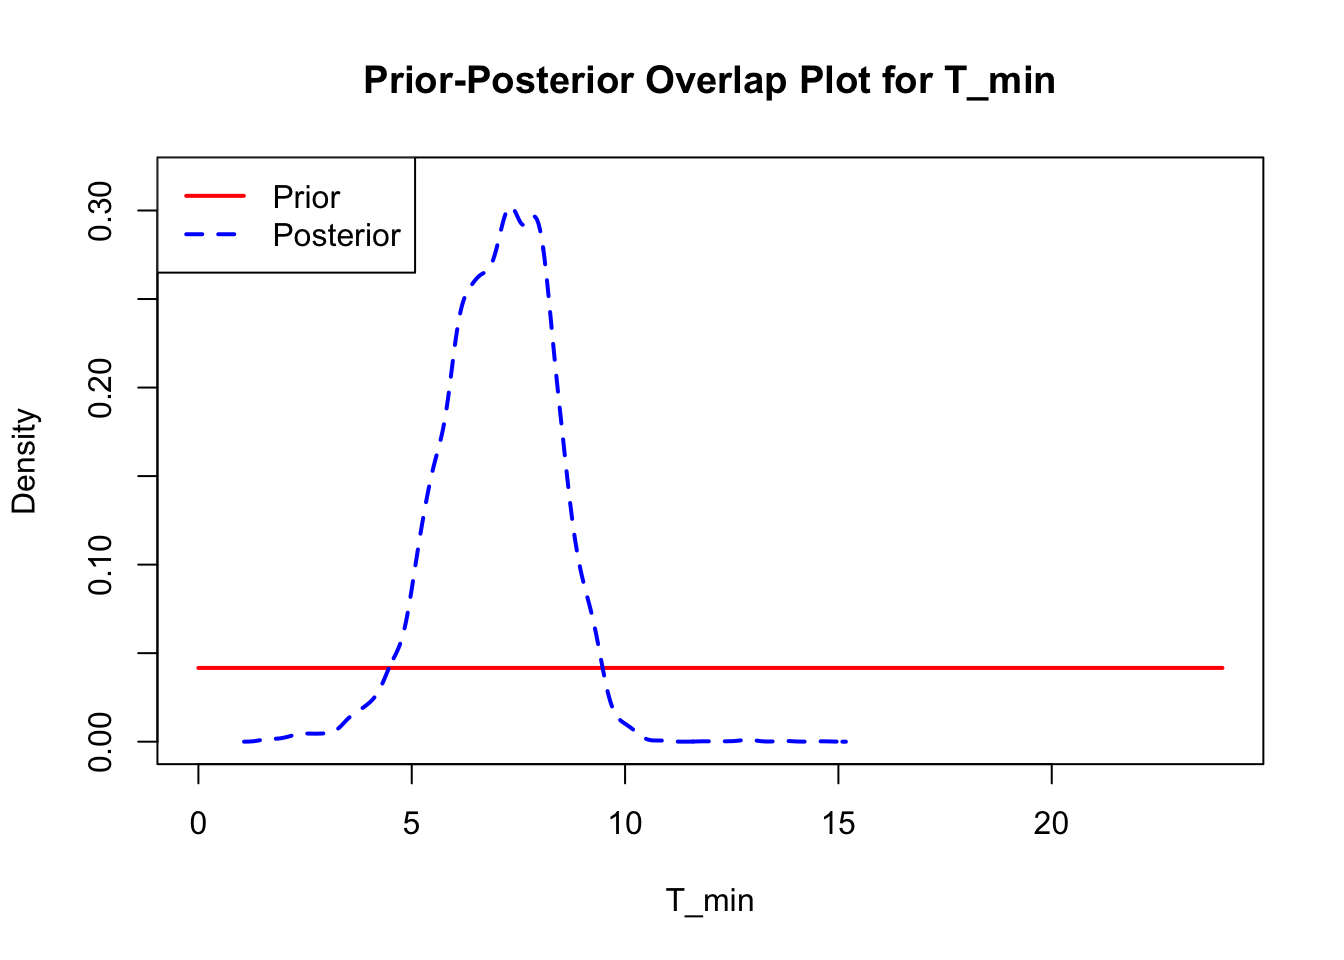 Prior-Posterior Overlap Plot for T_min
Prior
Posterior
Density
0.30
0.20
0.10
0.00
0 5 10 15 20
T_min